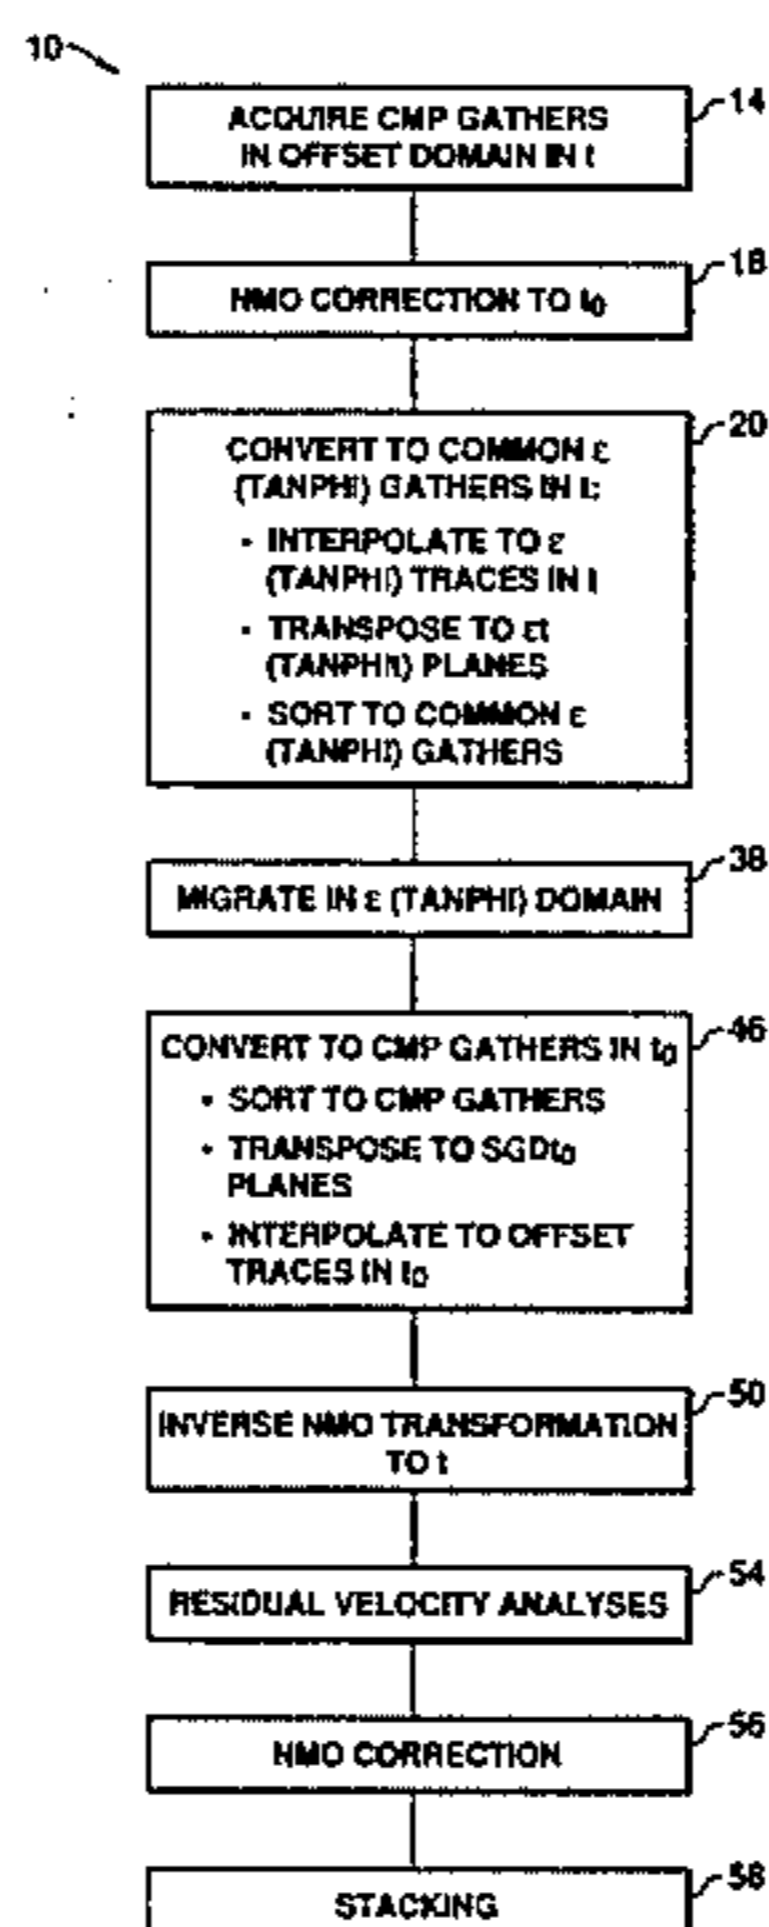 10
ACQUIRE CMP GATHERS
IN OFFSET DOMAIN IN t
14
NMO CORRECTION TO t₀
18
CONVERT TO COMMON ε
(TANPHI) GATHERS IN t:
• INTERPOLATE TO ε
(TANPHI) TRACES IN t
• TRANSPOSE TO εt
(TANPHIt) PLANES
• SORT TO COMMON ε
(TANPHI) GATHERS
20
MIGRATE IN ε (TANPHI) DOMAIN
38
CONVERT TO CMP GATHERS IN t₀
• SORT TO CMP GATHERS
• TRANSPOSE TO SGDt₀
PLANES
• INTERPOLATE TO OFFSET
TRACES IN t₀
46
INVERSE NMO TRANSFORMATION
TO t
50
RESIDUAL VELOCITY ANALYSES
54
NMO CORRECTION
56
STACKING
58